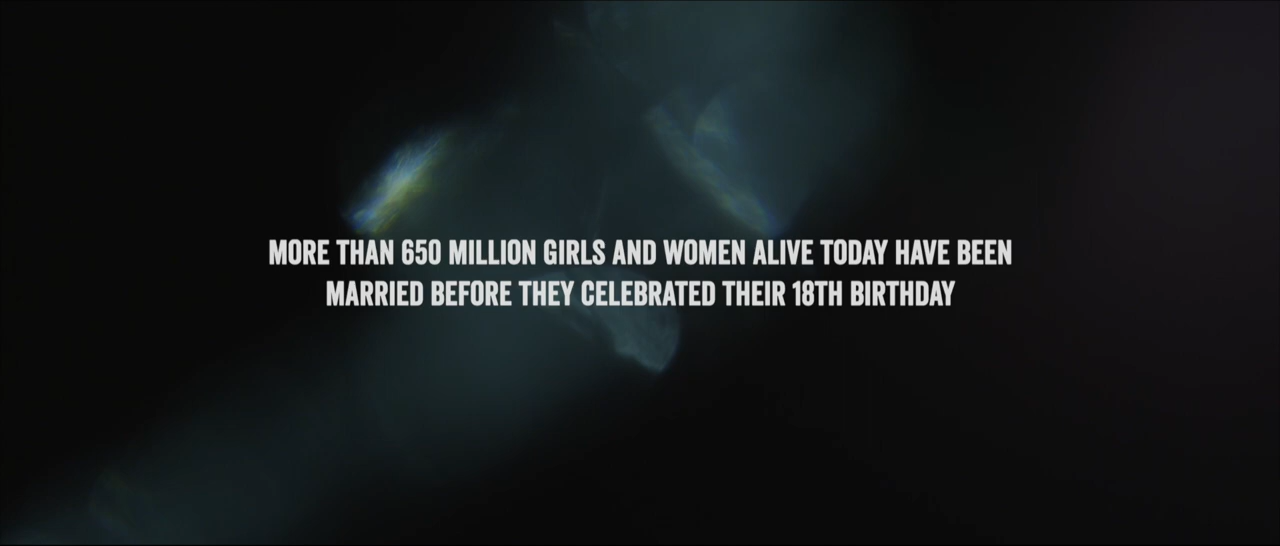 MORE THAN 650 MILLION GIRLS AND WOMEN ALIVE TODAY HAVE BEEN
MARRIED BEFORE THEY CELEBRATED THEIR 18TH BIRTHDAY